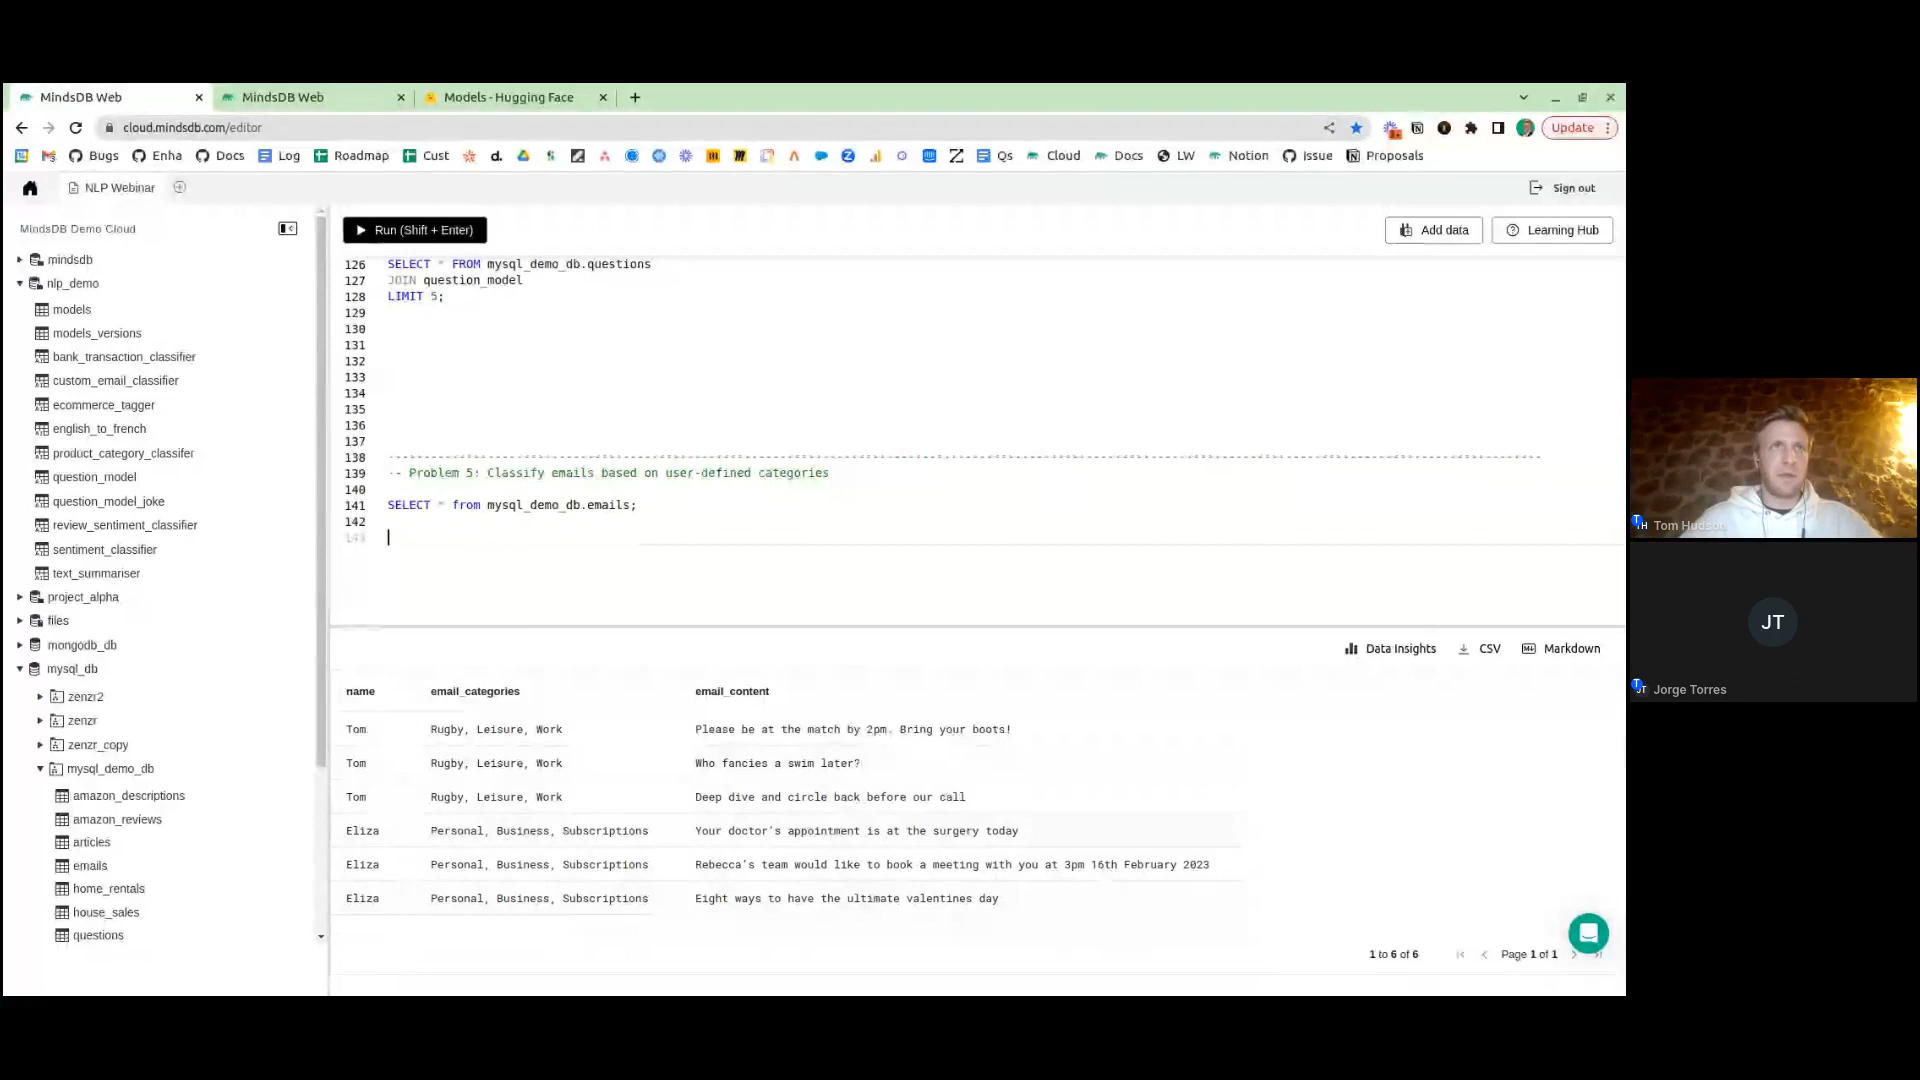 MindsDB Web
MindsDB Web
Models - Hugging Face
cloud.mindsdb.com/editor
Update
Bugs
Enha
Docs
Log
Roadmap
Cust
Qs
Cloud
Docs
LW
Notion
Issue
Proposals
NLP Webinar
Sign out
MindsDB Demo Cloud
mindsdb
nlp_demo
models
models_versions
bank_transaction_classifier
custom_email_classifier
ecommerce_tagger
english_to_french
product_category_classifer
question_model
question_model_joke
review_sentiment_classifier
sentiment_classifier
text_summariser
project_alpha
files
mongodb_db
mysql_db
zenzr2
zenzr
zenzr_copy
mysql_demo_db
amazon_descriptions
amazon_reviews
articles
emails
home_rentals
house_sales
questions
Run (Shift + Enter)
Add data
Learning Hub
126 SELECT * FROM mysql_demo_db.questions
127 JOIN question_model
128 LIMIT 5;
129
130
131
132
133
134
135
136
137
138 --------------------------------
139 -- Problem 5: Classify emails based on user-defined categories
140
141 SELECT * from mysql_demo_db.emails;
142
143
Data Insights
CSV
Markdown
name email_categories email_content
Tom Rugby, Leisure, Work Please be at the match by 2pm. Bring your boots!
Tom Rugby, Leisure, Work Who fancies a swim later?
Tom Rugby, Leisure, Work Deep dive and circle back before our call
Eliza Personal, Business, Subscriptions Your doctor's appointment is at the surgery today
Eliza Personal, Business, Subscriptions Rebecca's team would like to book a meeting with you at 3pm 16th February 2023
Eliza Personal, Business, Subscriptions Eight ways to have the ultimate valentines day
1 to 6 of 6
Page 1 of 1
TH Tom Hudson
JT
JT Jorge Torres